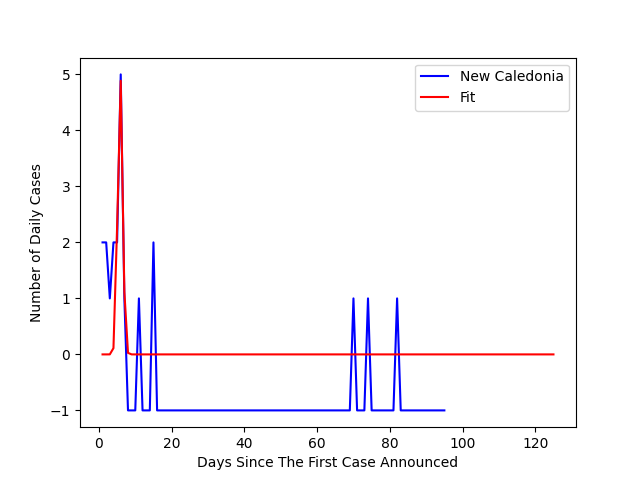 New Caledonia
Fit
5
4
3
2
1
0
−1
Number of Daily Cases
0 20 40 60 80 100 120
Days Since The First Case Announced